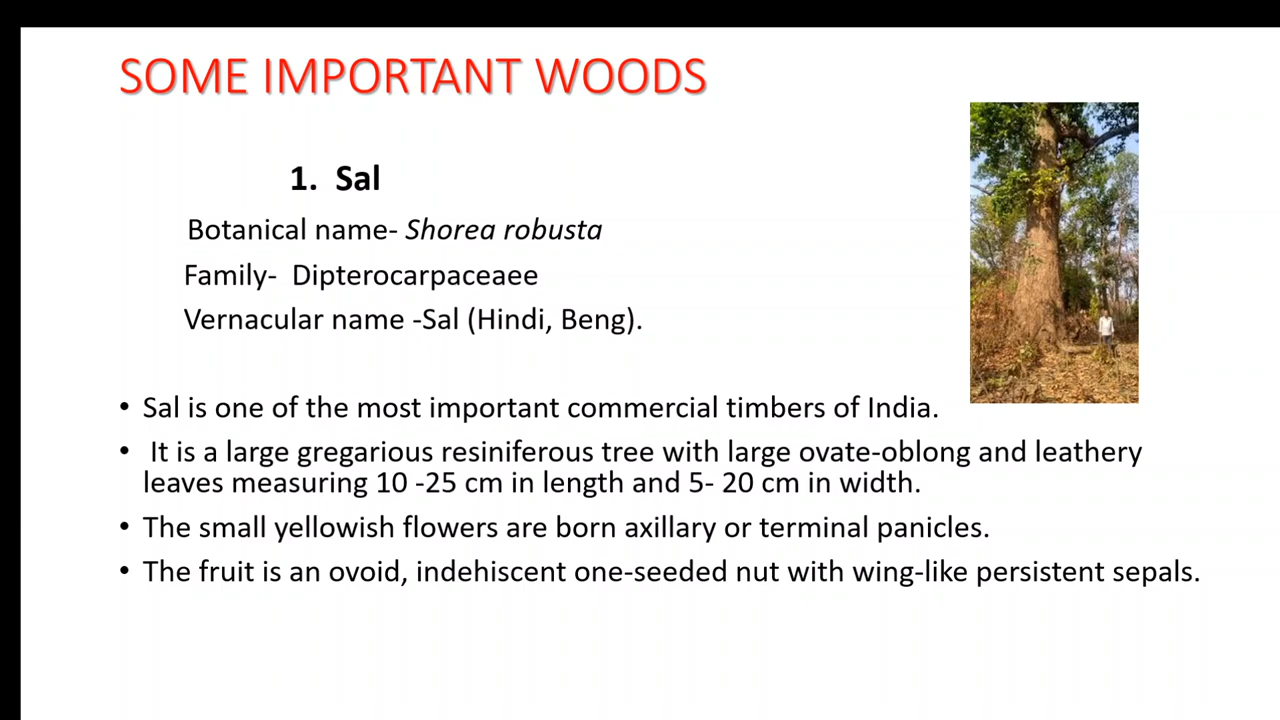 SOME IMPORTANT WOODS
1. Sal
Botanical name- Shorea robusta
Family- Dipterocarpaceaee
Vernacular name -Sal (Hindi, Beng).
• Sal is one of the most important commercial timbers of India.
• It is a large gregarious resiniferous tree with large ovate-oblong and leathery
leaves measuring 10 -25 cm in length and 5- 20 cm in width.
• The small yellowish flowers are born axillary or terminal panicles.
• The fruit is an ovoid, indehiscent one-seeded nut with wing-like persistent sepals.